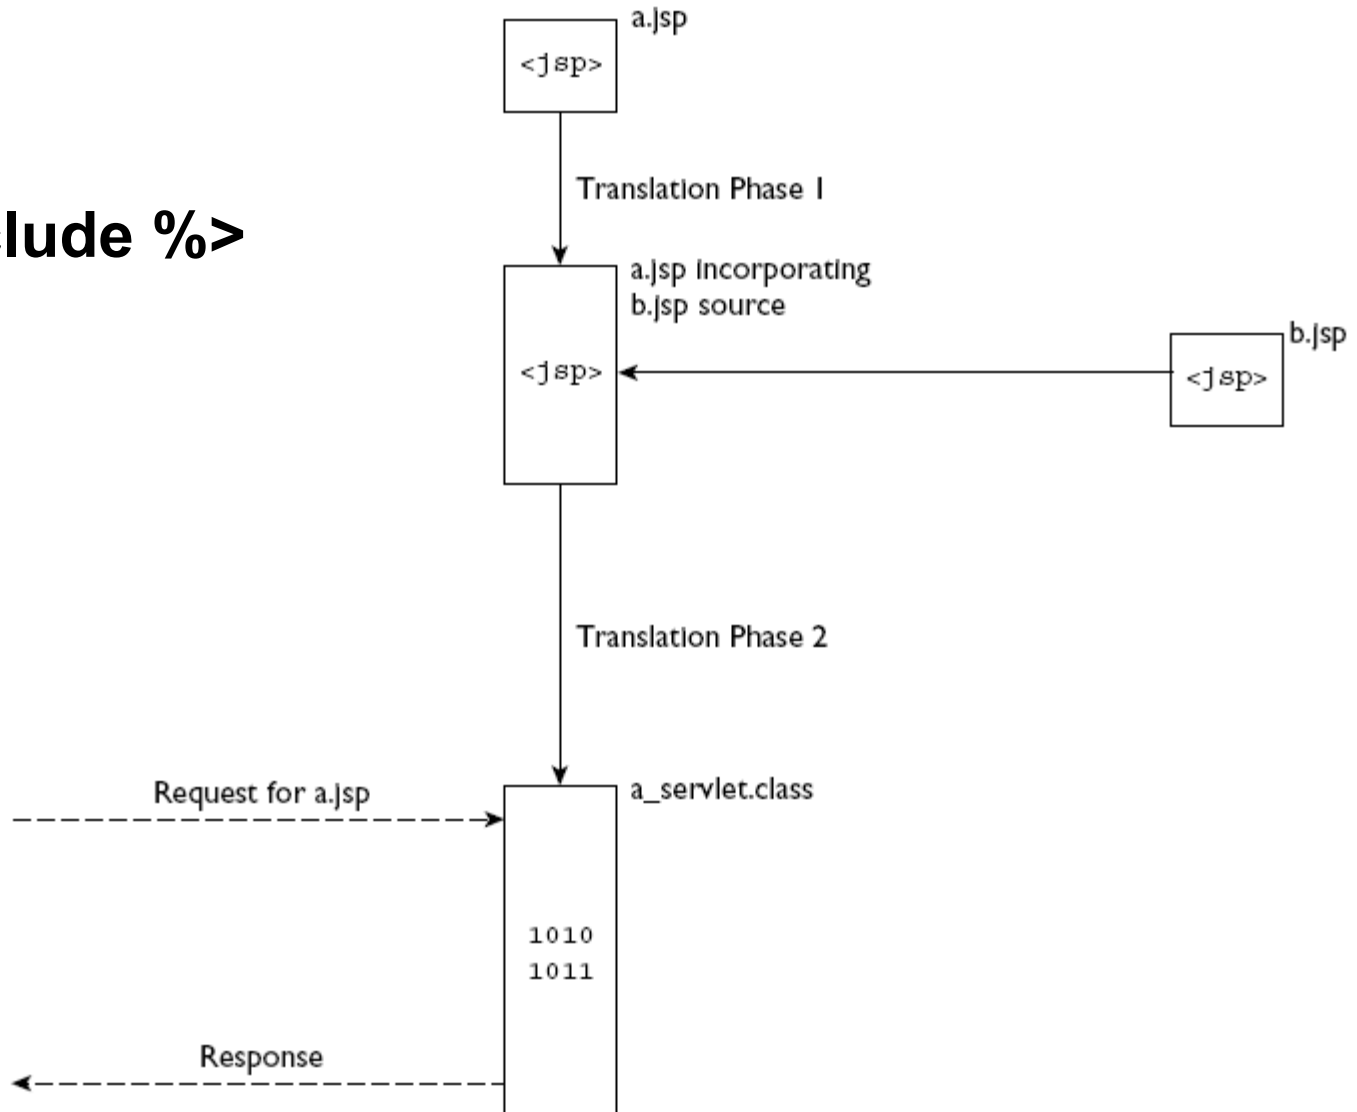 a.jsp
<jsp>
Translation Phase 1
clude %>
a.jsp incorporating
b.jsp source
<jsp>
b.jsp
<jsp>
Translation Phase 2
Request for a.jsp
a_servlet.class
1010
1011
Response